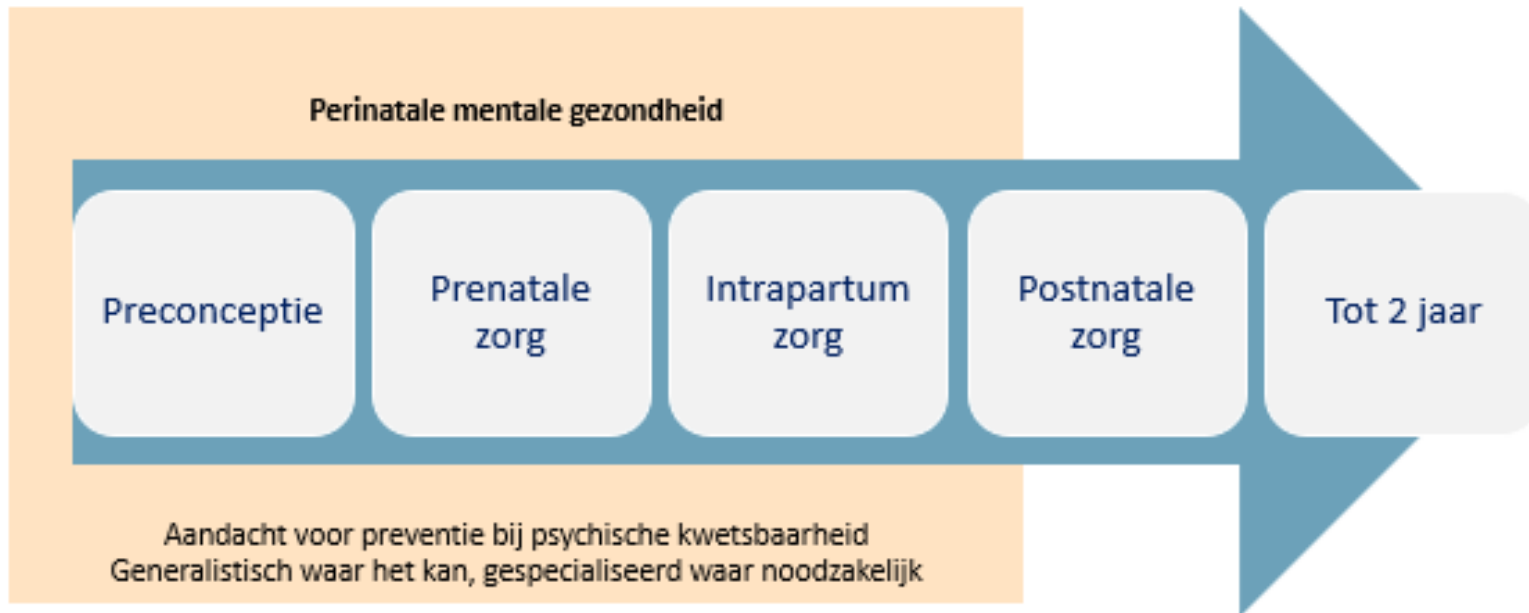 Perinatale mentale gezondheid
Preconceptie
Prenatale
zorg
Intrapartum
zorg
Postnatale
zorg
Tot 2 jaar
Aandacht voor preventie bij psychische kwetsbaarheid
Generalistisch waar het kan, gespecialiseerd waar noodzakelijk